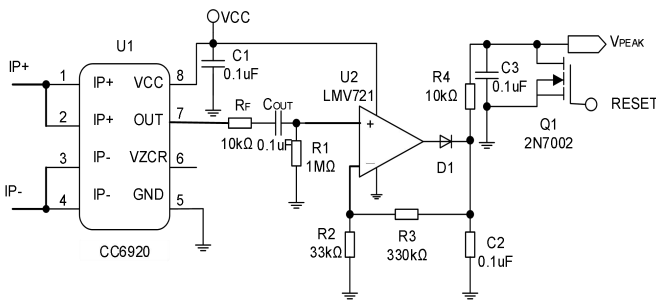 VCC
U1
IP+
1 IP+ VCC 8
C1
0.1uF
U2
LMV721
2 IP+ OUT 7
RF
10kΩ
COUT
0.1uF
R1
1MΩ
+
−
D1
R4
10kΩ
C3
0.1uF
VPEAK
RESET
Q1
2N7002
3 IP- VZCR 6
IP-
4 IP- GND 5
CC6920
R2
33kΩ
R3
330kΩ
C2
0.1uF